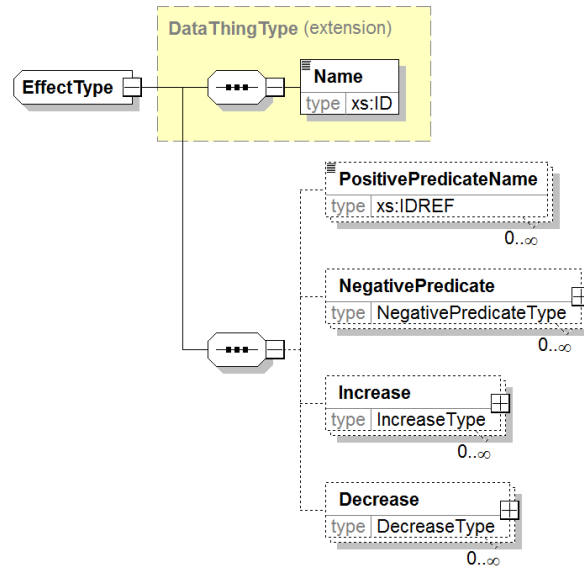 DataThingType (extension)
EffectType
Name
type xs:ID
PositivePredicateName
type xs:IDREF
0..∞
NegativePredicate
type NegativePredicateType
0..∞
Increase
type IncreaseType
0..∞
Decrease
type DecreaseType
0..∞